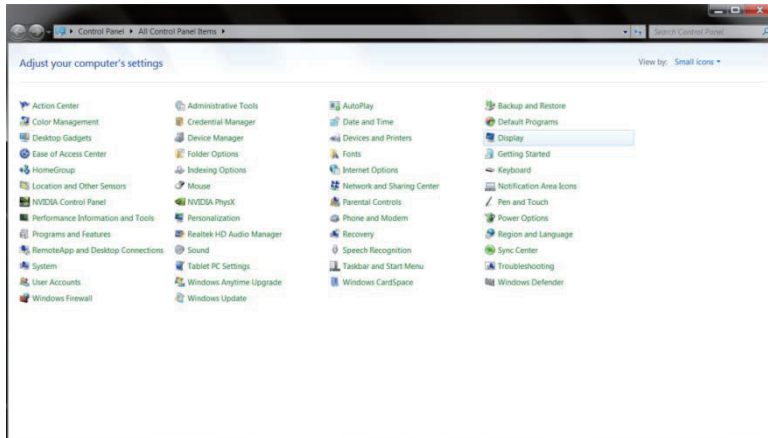 Control Panel ▸ All Control Panel Items ▸ Search Control Panel
Adjust your computer's settings View by: Small icons
Action Center Administrative Tools AutoPlay Backup and Restore
Color Management Credential Manager Date and Time Default Programs
Desktop Gadgets Device Manager Devices and Printers Display
Ease of Access Center Folder Options Fonts Getting Started
HomeGroup Indexing Options Internet Options Keyboard
Location and Other Sensors Mouse Network and Sharing Center Notification Area Icons
NVIDIA Control Panel NVIDIA PhysX Parental Controls Pen and Touch
Performance Information and Tools Personalization Phone and Modem Power Options
Programs and Features Realtek HD Audio Manager Recovery Region and Language
RemoteApp and Desktop Connections Sound Speech Recognition Sync Center
System Tablet PC Settings Taskbar and Start Menu Troubleshooting
User Accounts Windows Anytime Upgrade Windows CardSpace Windows Defender
Windows Firewall Windows Update